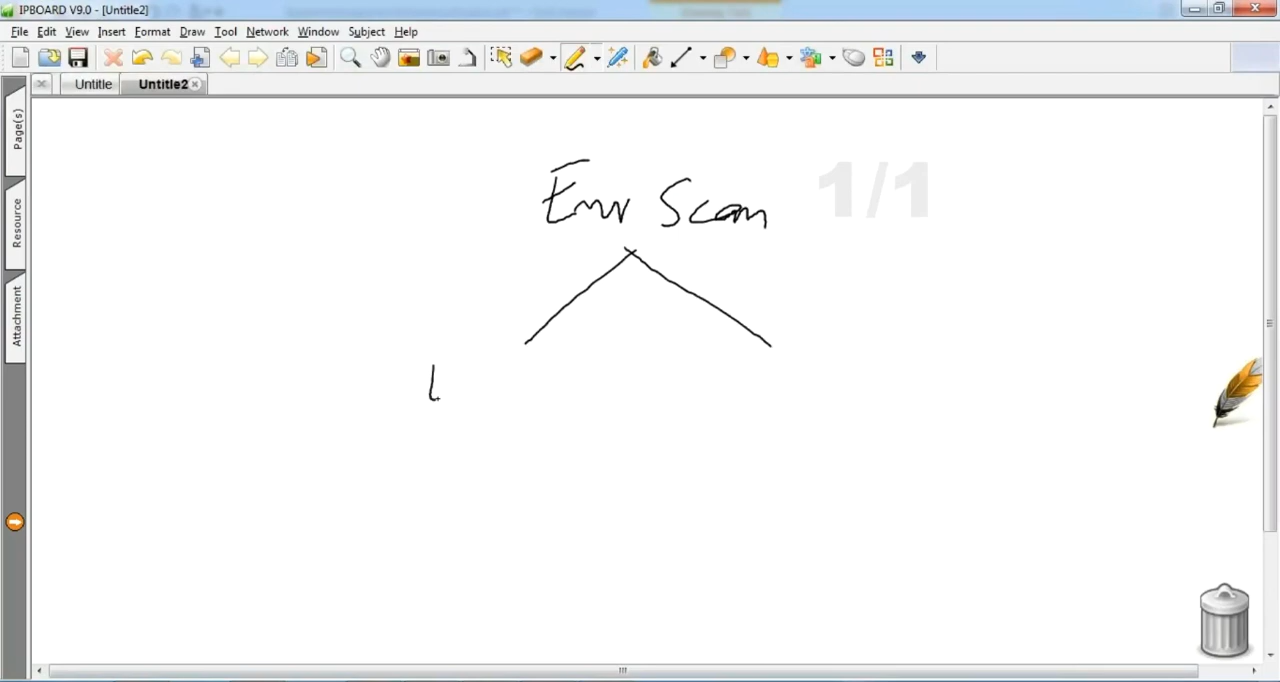 IPBOARD V9.0 - [Untitle2]
File Edit View Insert Format Draw Tool Network Window Subject Help
Untitle Untitle2
Page(s)
Resource
Attachment
Env Scan
1/1